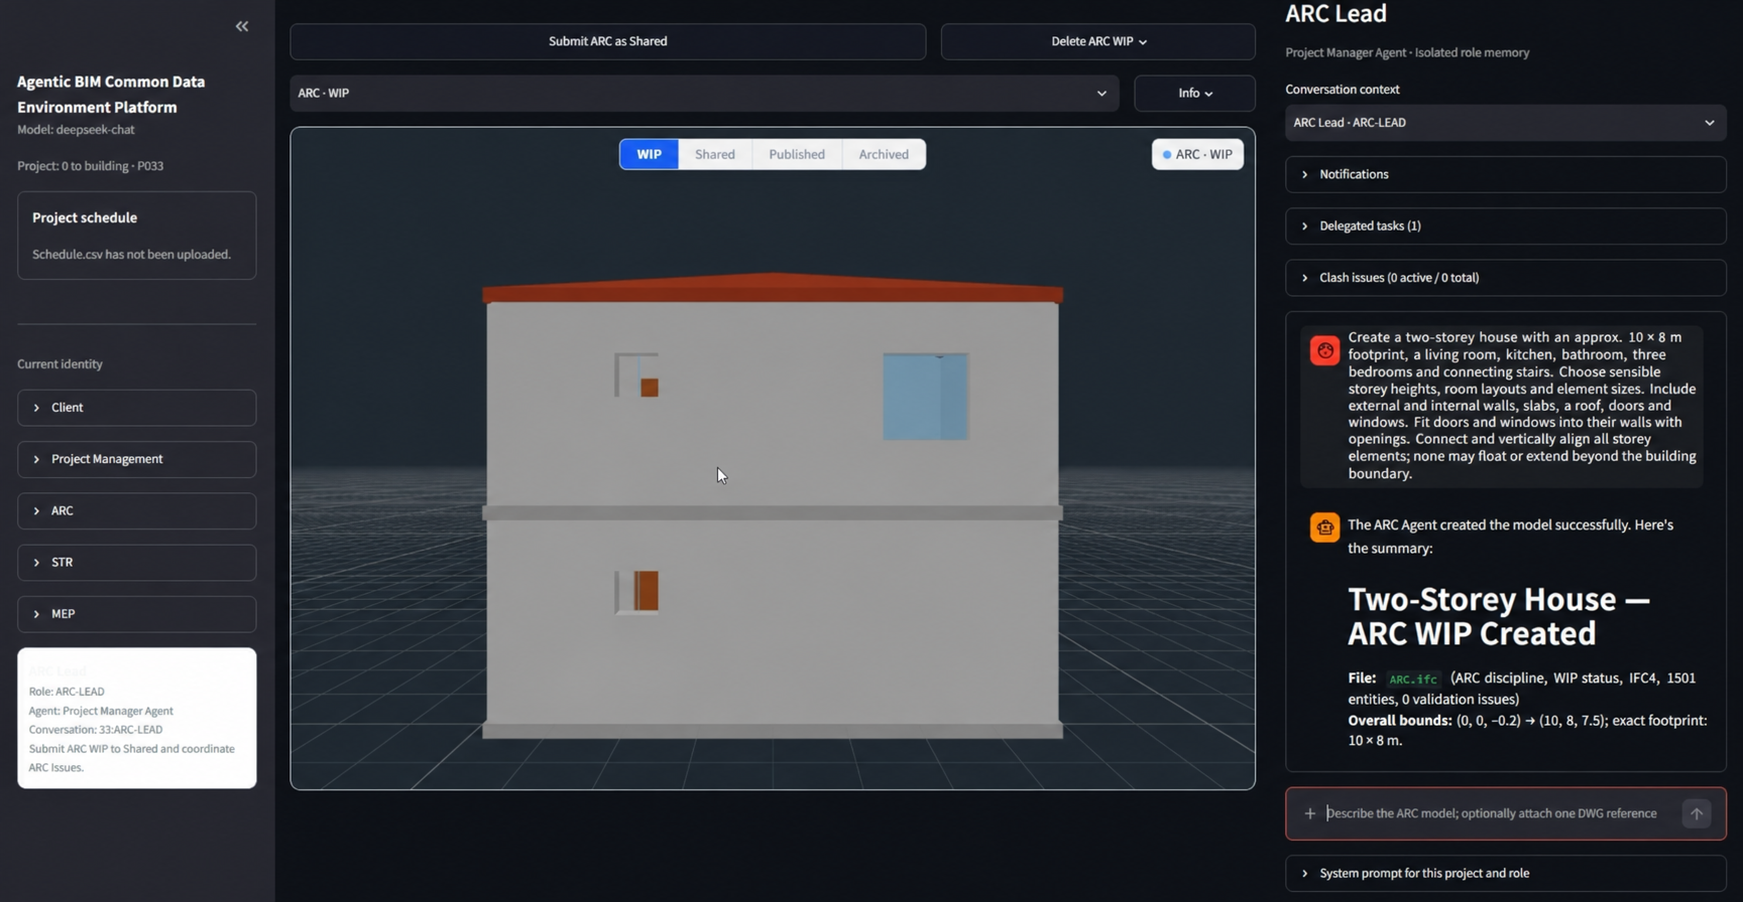 Agentic BIM Common Data
Environment Platform
Model: deepseek-chat
Project: 0 to building · P033
Project schedule
Schedule.csv has not been uploaded.
Current identity
Client
Project Management
ARC
STR
MEP
ARC Lead
Role: ARC-LEAD
Agent: Project Manager Agent
Conversation: 33:ARC-LEAD
Submit ARC WIP to Shared and coordinate
ARC Issues.
Submit ARC as Shared
Delete ARC WIP
ARC · WIP
Info
WIP
Shared
Published
Archived
ARC · WIP
ARC Lead
Project Manager Agent · Isolated role memory
Conversation context
ARC Lead · ARC-LEAD
Notifications
Delegated tasks (1)
Clash issues (0 active / 0 total)
Create a two-storey house with an approx. 10 × 8 m
footprint, a living room, kitchen, bathroom, three
bedrooms and connecting stairs. Choose sensible
storey heights, room layouts and element sizes. Include
external and internal walls, slabs, a roof, doors and
windows. Fit doors and windows into their walls with
openings. Connect and vertically align all storey
elements; none may float or extend beyond the building
boundary.
The ARC Agent created the model successfully. Here's
the summary:
Two-Storey House —
ARC WIP Created
File: ARC.ifc (ARC discipline, WIP status, IFC4, 1501
entities, 0 validation issues)
Overall bounds: (0, 0, −0.2) → (10, 8, 7.5); exact footprint:
10 × 8 m.
Describe the ARC model; optionally attach one DWG reference
System prompt for this project and role